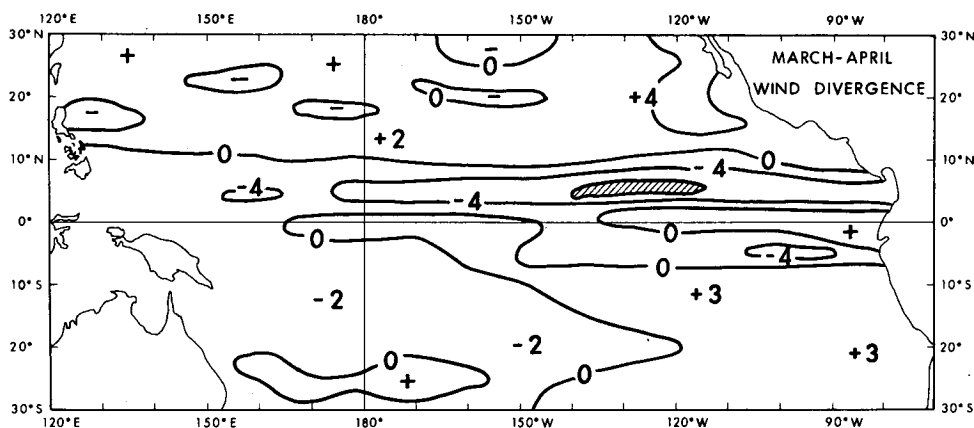 120°E 150°E 180° 150°W 120°W 90°W
30°N 30°N
MARCH-APRIL
WIND DIVERGENCE
+ + - 0
- 0 - +4
20° - 20°
- +2
10°N 0 0 10°N
-4 -4 -4
0° 0 0 + 0°
0 -4
10°S -2 +3 10°S
20° 0 -2 +3 20°
+ 0
30°S 30°S
120°E 150°E 180° 150°W 120°W 90°W